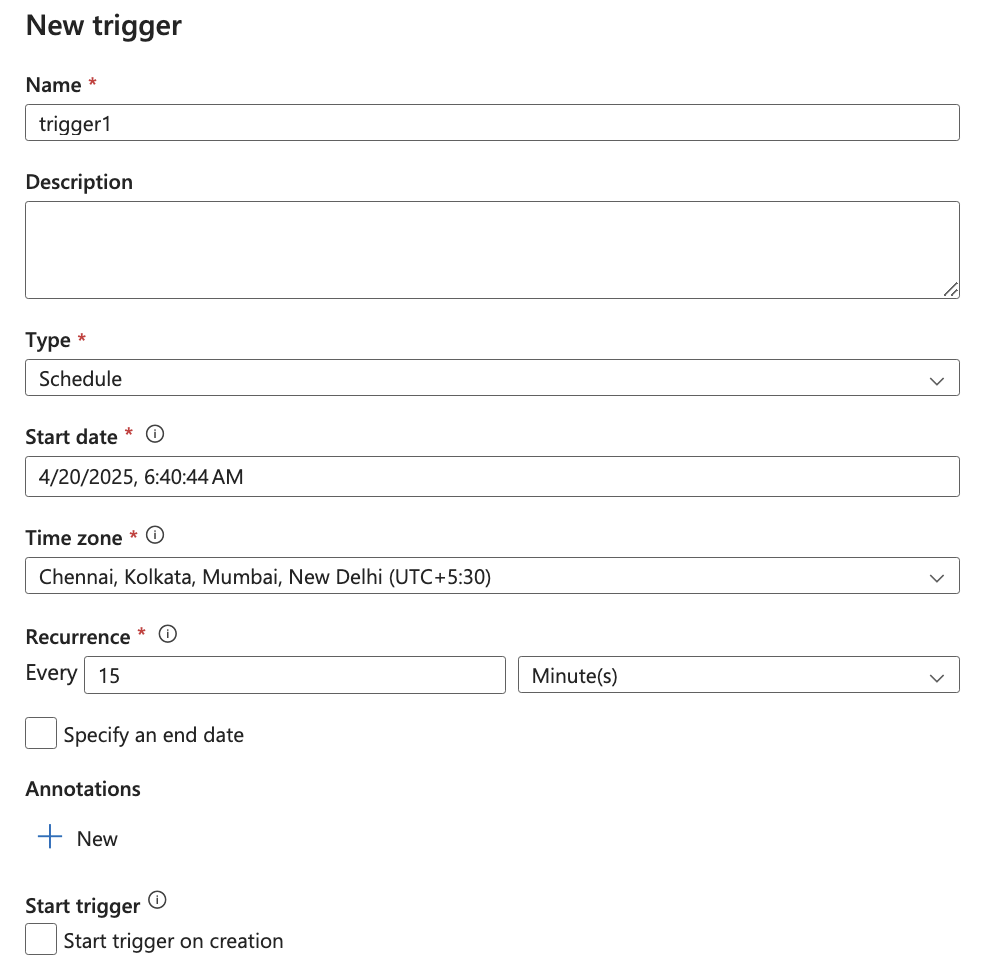 New trigger
Name *
trigger1
Description
Type *
Schedule
Start date *
4/20/2025, 6:40:44 AM
Time zone *
Chennai, Kolkata, Mumbai, New Delhi (UTC+5:30)
Recurrence *
Every 15 Minute(s)
Specify an end date
Annotations
New
Start trigger
Start trigger on creation